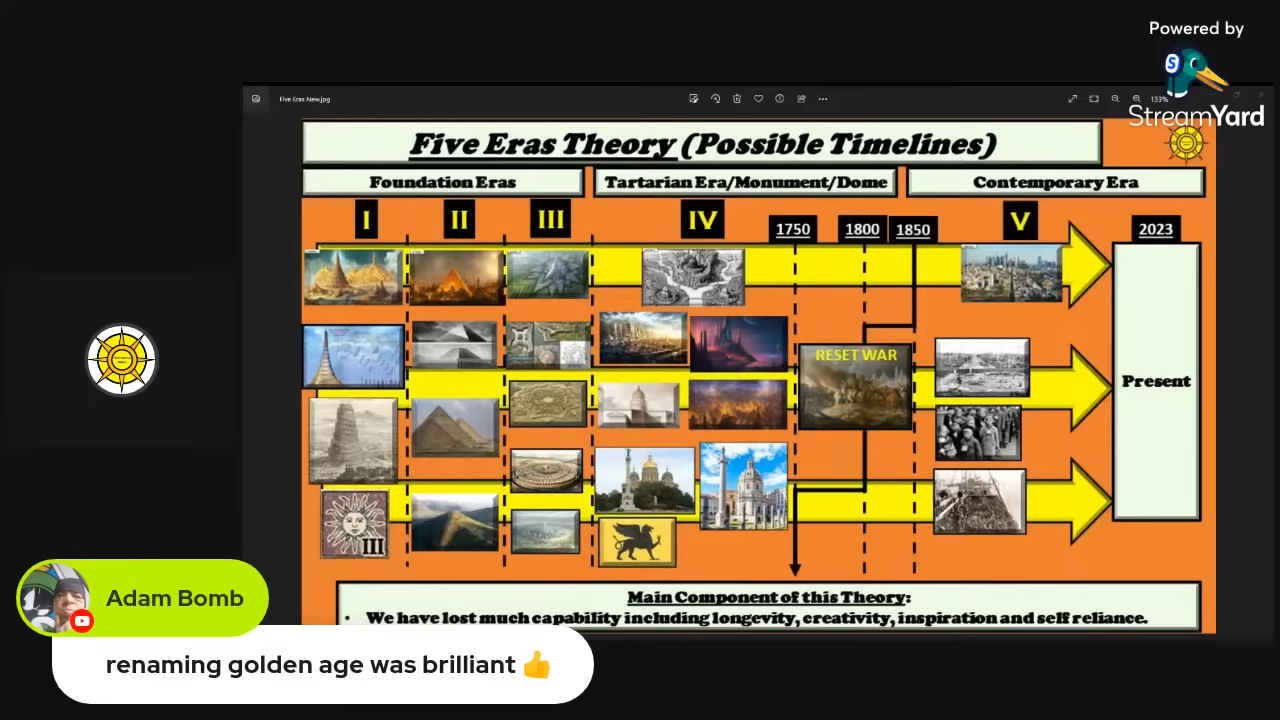 Powered by
StreamYard
Five Eras New.jpg
133%
Five Eras Theory (Possible Timelines)
Foundation Eras
Tartarian Era/Monument/Dome
Contemporary Era
I
II
III
IV
1750
1800
1850
V
2023
RESET WAR
Present
III
Main Component of this Theory:
· We have lost much capability including longevity, creativity, inspiration and self reliance.
Adam Bomb
renaming golden age was brilliant 👍